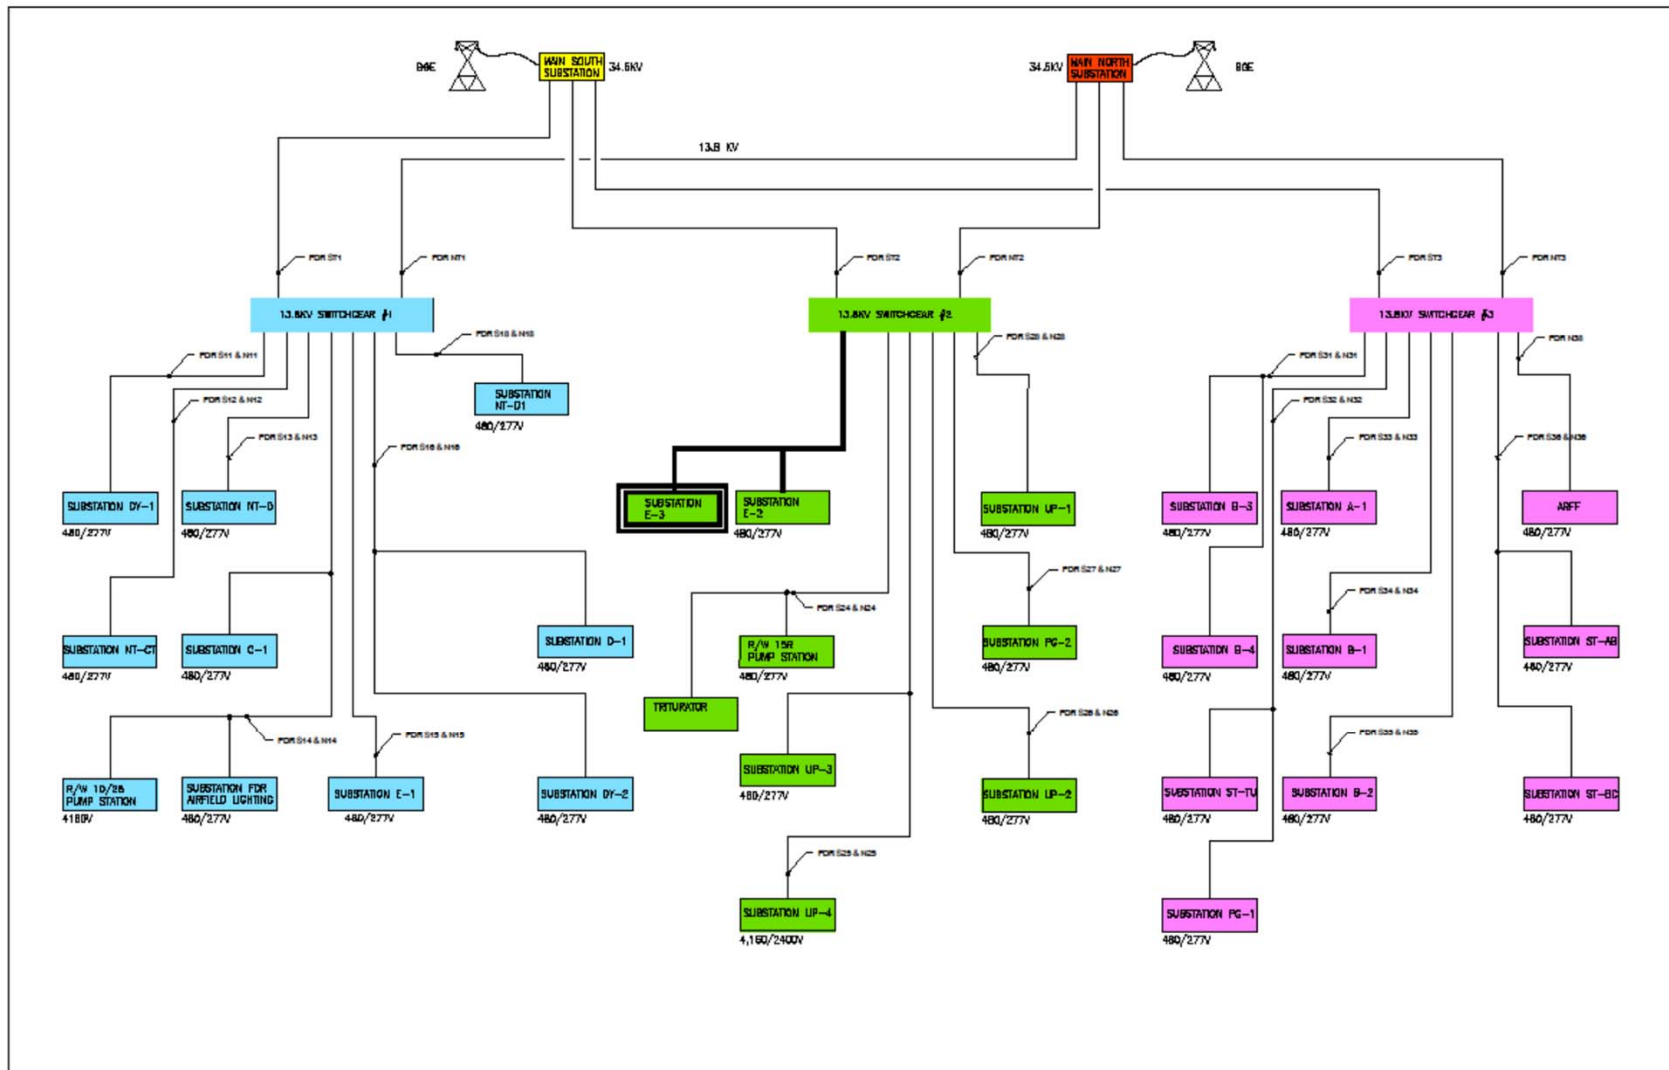 BGE
MAIN SOUTH
SUBSTATION
34.5KV
34.5KV
MAIN NORTH
SUBSTATION
BGE
13.8 KV
FDR ST1
FDR NT1
FDR ST2
FDR NT2
FDR ST3
FDR NT3
13.8KV SWITCHGEAR #1
13.8KV SWITCHGEAR #2
13.8KV SWITCHGEAR #3
FDR S11 & N11
FDR S12 & N12
FDR S13 & N13
FDR S16 & N16
SUBSTATION
NT-D1
480/277V
FDR S31 & N31
FDR S32 & N32
FDR S33 & N33
SUBSTATION DY-1
480/277V
SUBSTATION NT-D
480/277V
SUBSTATION
E-3
SUBSTATION
E-2
480/277V
SUBSTATION UP-1
480/277V
SUBSTATION B-3
480/277V
SUBSTATION A-1
480/277V
ARFF
480/277V
FDR S27 & N27
FDR S24 & N24
FDR S34 & N34
SUBSTATION NT-CT
480/277V
SUBSTATION C-1
480/277V
SUBSTATION D-1
480/277V
R/W 15R
PUMP STATION
480/277V
SUBSTATION PG-2
480/277V
SUBSTATION B-4
480/277V
SUBSTATION B-1
480/277V
SUBSTATION ST-AB
480/277V
TRITURATOR
FDR S14 & N14
FDR S15 & N15
FDR S26 & N26
FDR S35 & N35
R/W 10/28
PUMP STATION
4160V
SUBSTATION FOR
AIRFIELD LIGHTING
480/277V
SUBSTATION E-1
480/277V
SUBSTATION DY-2
480/277V
SUBSTATION UP-3
480/277V
SUBSTATION UP-2
480/277V
SUBSTATION ST-TU
480/277V
SUBSTATION B-2
480/277V
SUBSTATION ST-BC
480/277V
FDR S25 & N25
SUBSTATION UP-4
4,160/2400V
SUBSTATION PG-1
480/277V